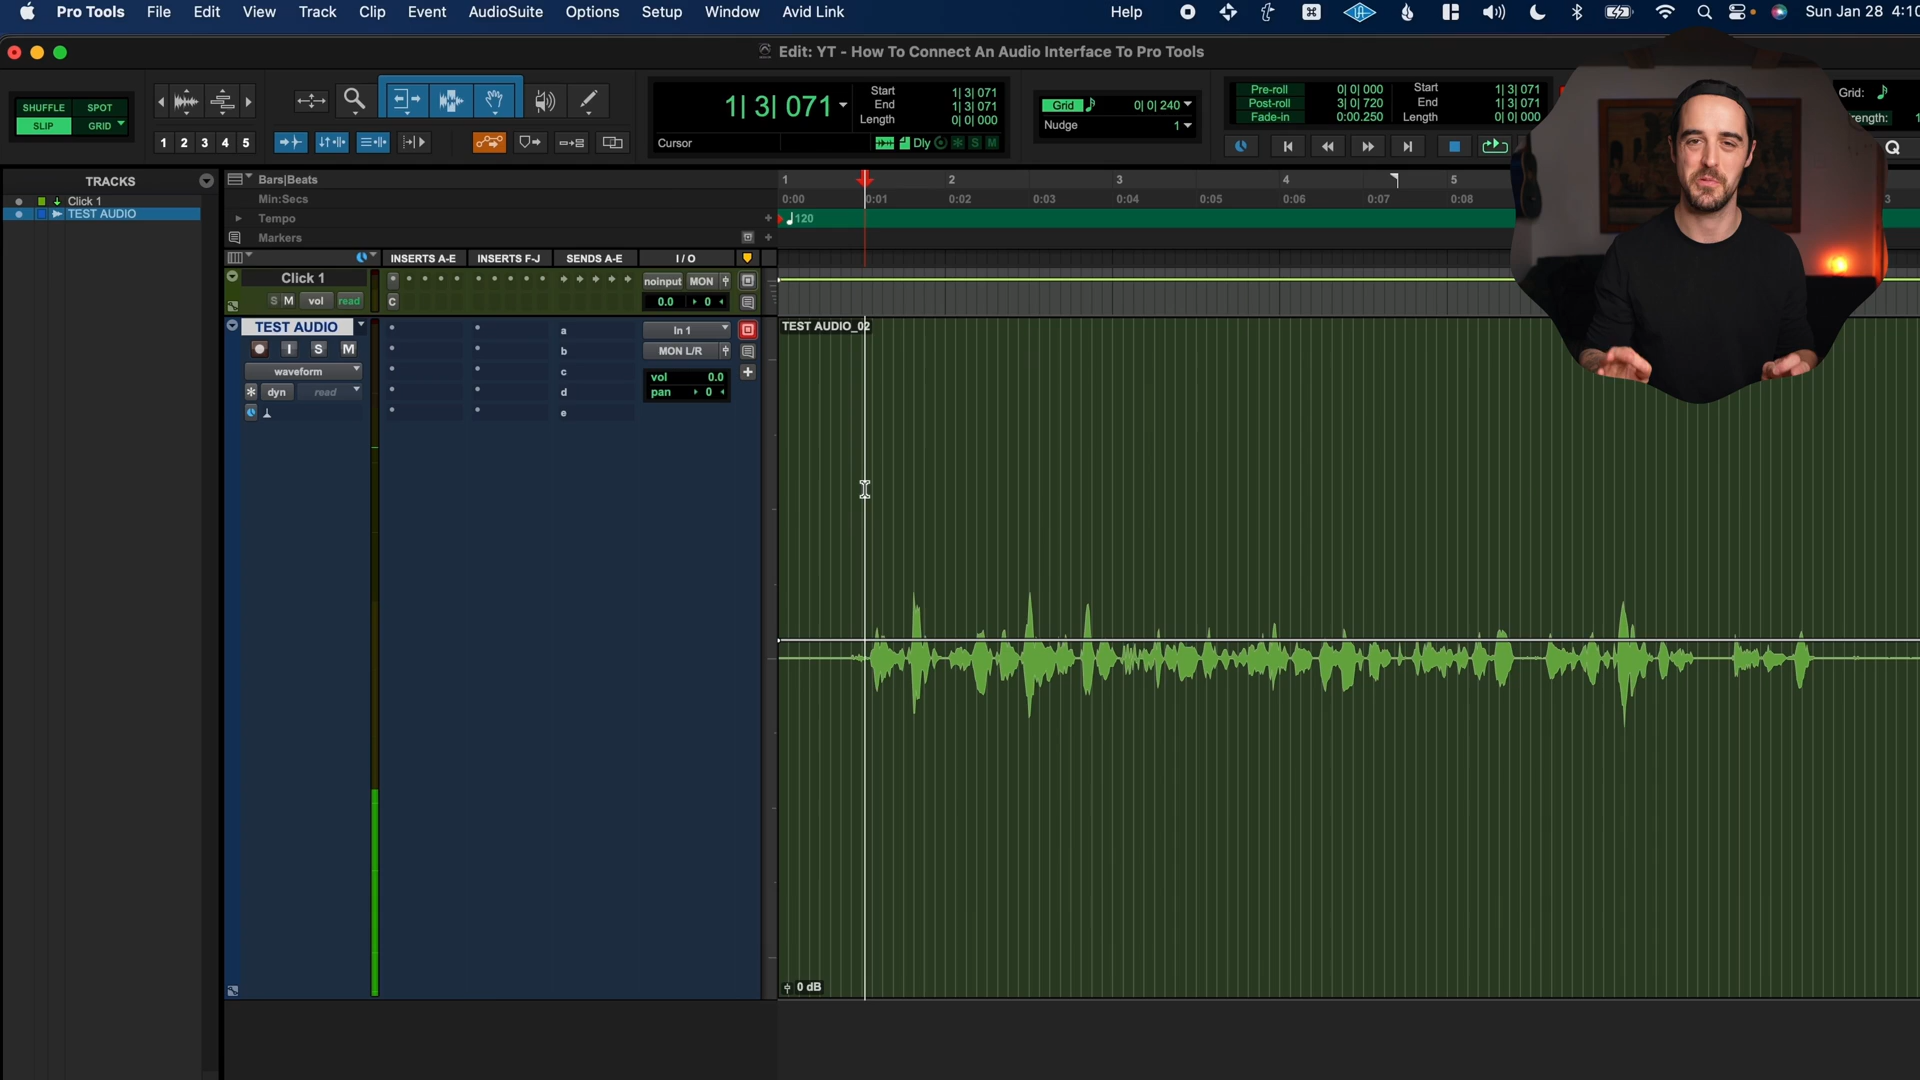 Pro Tools File Edit View Track Clip Event AudioSuite Options Setup Window Avid Link Help Sun Jan 28 4:10
Edit: YT - How To Connect An Audio Interface To Pro Tools
SHUFFLE SPOT
SLIP GRID
1 2 3 4 5
1| 3| 071
Start 1| 3| 071
End 1| 3| 071
Length 0| 0| 000
Cursor
Dly S M
Grid 0| 0| 240
Nudge 1
Pre-roll 0| 0| 000
Post-roll 3| 0| 720
Fade-in 0:00.250
Start 1| 3| 071
End 1| 3| 071
Length 0| 0| 000
Grid:
Q
TRACKS
Click 1
TEST AUDIO
Bars|Beats 1 2 3 4 5
Min:Secs 0:00 0:01 0:02 0:03 0:04 0:05 0:06 0:07 0:08
Tempo 120
Markers
INSERTS A-E INSERTS F-J SENDS A-E I / O
Click 1 noinput MON
S M vol read C 0.0 0
TEST AUDIO a In 1 TEST AUDIO_02
I S M b MON L/R
waveform c vol 0.0
dyn read d pan 0
e
0 dB